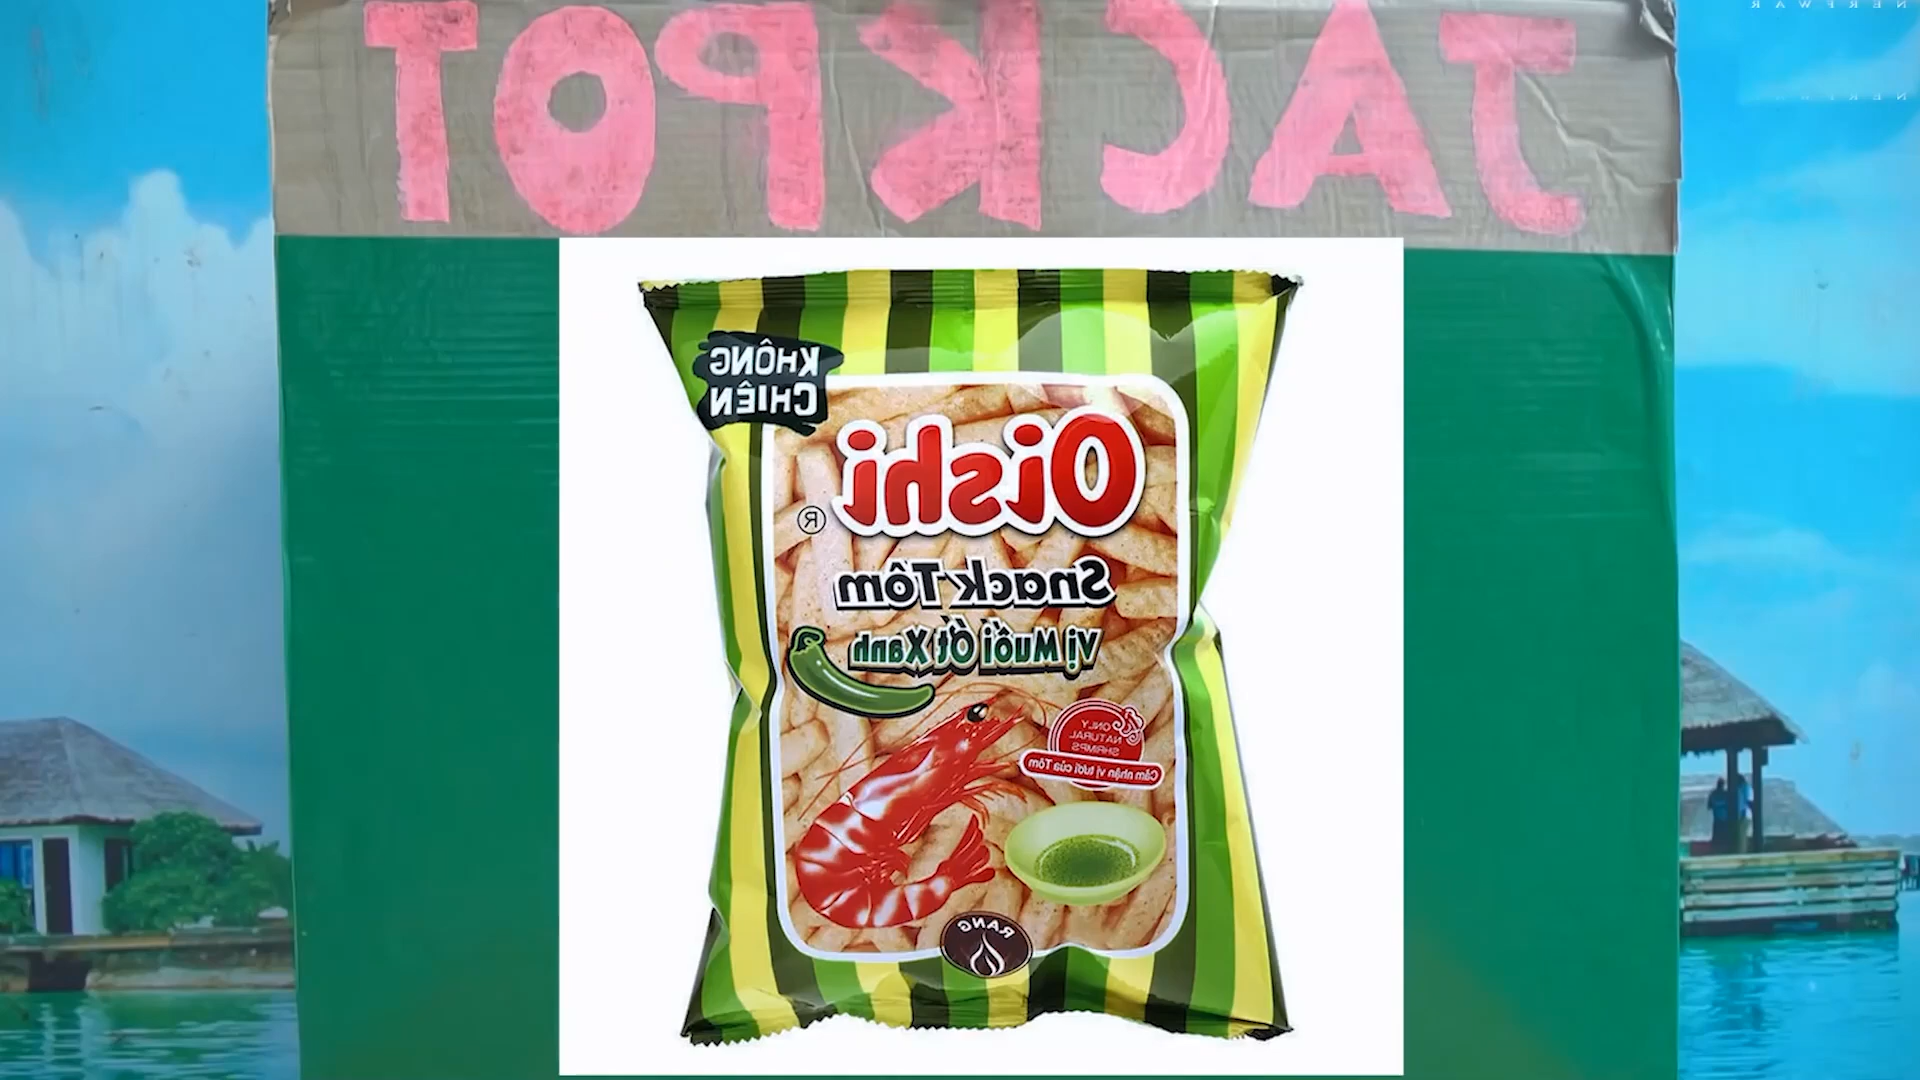 NERFWAR
JACKPOT
KHÔNG
CHIÊN
Oishi
®
Snack Tôm
Vị Muối Ớt Xanh
ONLY
NATURAL
SHRIMPS
Cảm nhận vị tươi của Tôm
RANG